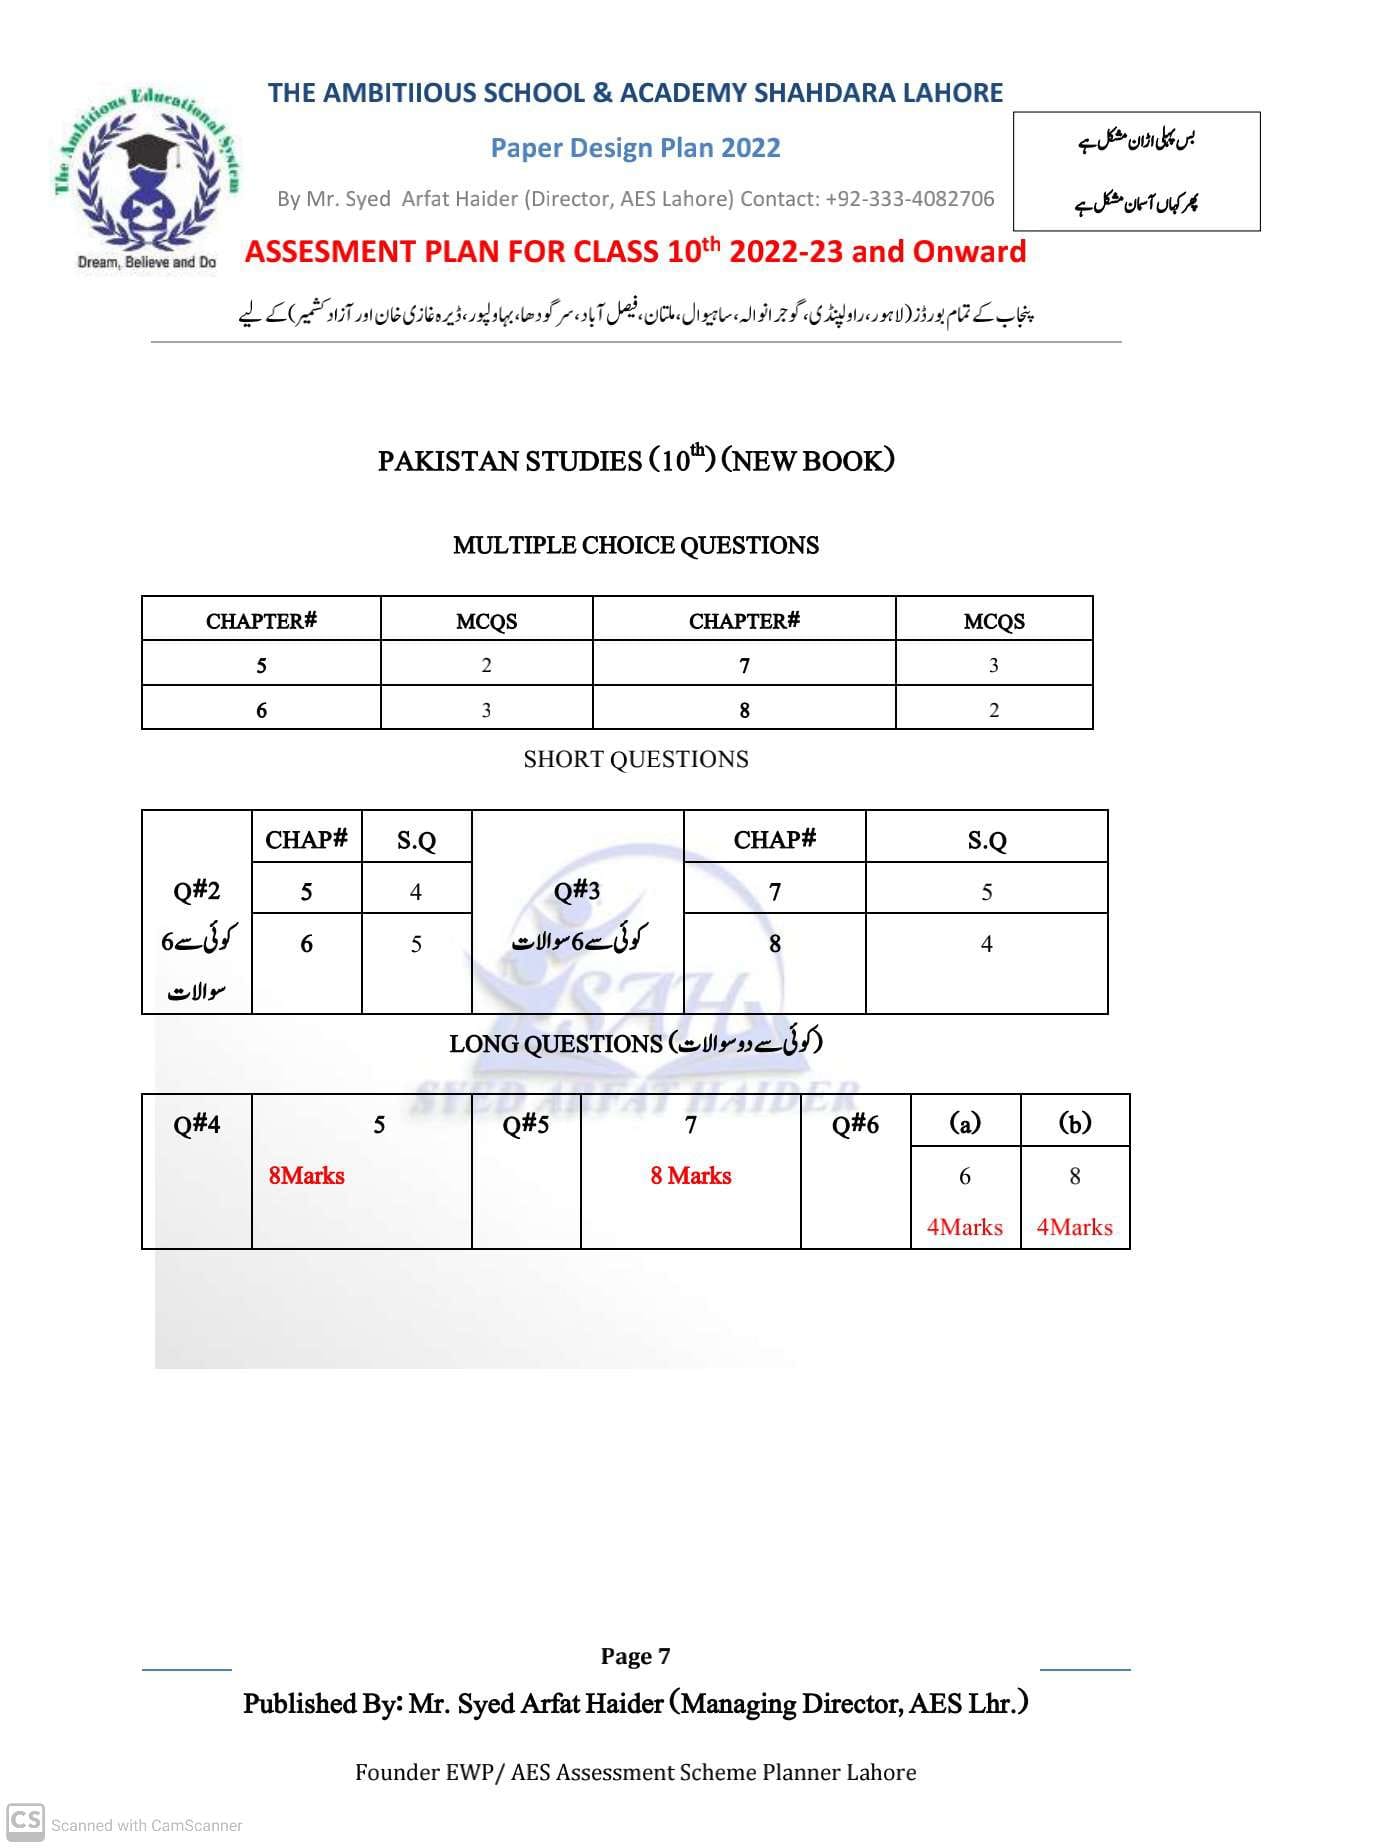 The Ambitious Educational System
Dream, Believe and Do
THE AMBITIIOUS SCHOOL & ACADEMY SHAHDARA LAHORE
Paper Design Plan 2022
By Mr. Syed Arfat Haider (Director, AES Lahore) Contact: +92-333-4082706
بس پہلی اڑان مشکل ہے
پھر کہاں آسمان مشکل ہے
ASSESMENT PLAN FOR CLASS 10th 2022-23 and Onward
پنجاب کے تمام بورڈز (لاہور، راولپنڈی، گوجرانوالہ، ساہیوال، ملتان، فیصل آباد، سرگودھا، بہاولپور، ڈیرہ غازی خان اور آزاد کشمیر) کے لیے
PAKISTAN STUDIES (10th) (NEW BOOK)
MULTIPLE CHOICE QUESTIONS
CHAPTER# MCQS CHAPTER# MCQS
5 2 7 3
6 3 8 2
SHORT QUESTIONS
CHAP# S.Q CHAP# S.Q
Q#2 5 4 Q#3 7 5
کوئی سے 6 6 5 کوئی سے 6 سوالات 8 4
سوالات
SAH
SYED ARFAT HAIDER
LONG QUESTIONS (کوئی سے دو سوالات)
Q#4 5 Q#5 7 Q#6 (a) (b)
8Marks 8 Marks 6 8
4Marks 4Marks
Page 7
Published By: Mr. Syed Arfat Haider (Managing Director, AES Lhr.)
Founder EWP/ AES Assessment Scheme Planner Lahore
CS Scanned with CamScanner